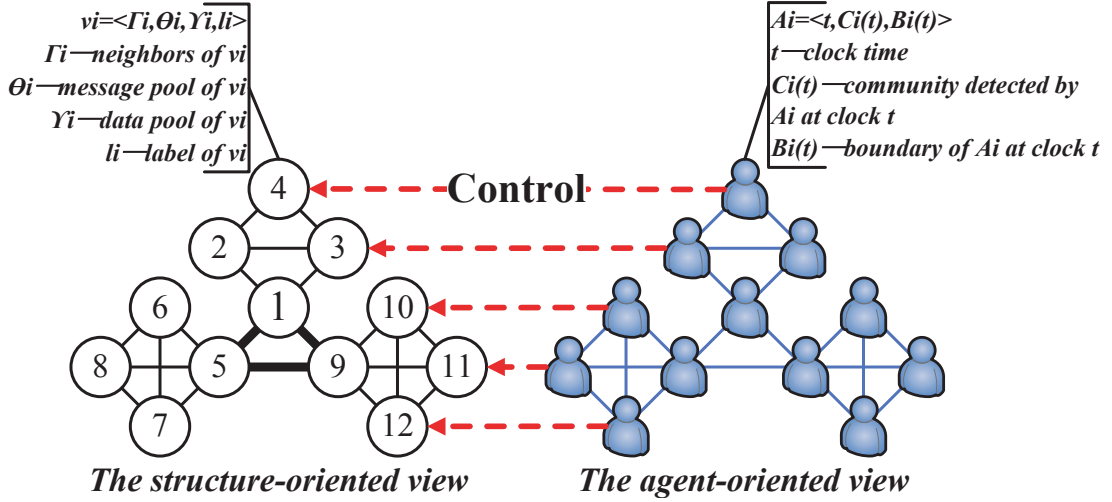 vi=<Γi,Θi,ϒi,li>
Γi—neighbors of vi
Θi—message pool of vi
ϒi—data pool of vi
li—label of vi
Ai=<t,Ci(t),Bi(t)>
t—clock time
Ci(t)—community detected by
Ai at clock t
Bi(t)—boundary of Ai at clock t
4
Control
2
3
6
1
10
8
5
9
11
7
12
The structure-oriented view
The agent-oriented view